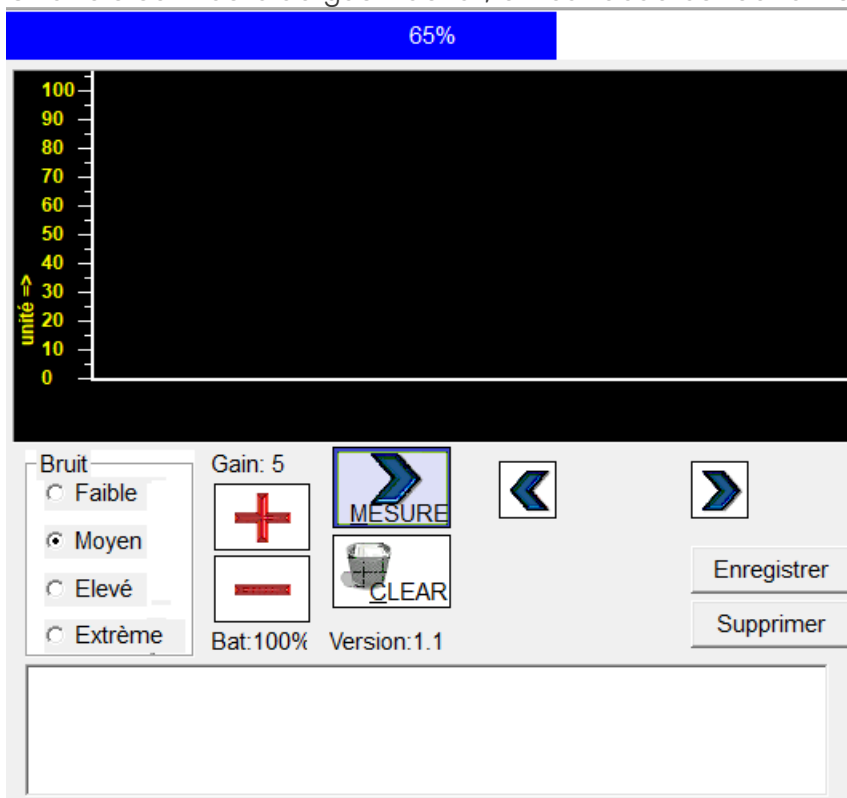 65%
100
90
80
70
60
50
40
30
20
10
0
unité =>
Bruit
Faible
Moyen
Elevé
Extrème
Gain: 5
MESURE
CLEAR
Bat:100%
Version:1.1
Enregistrer
Supprimer